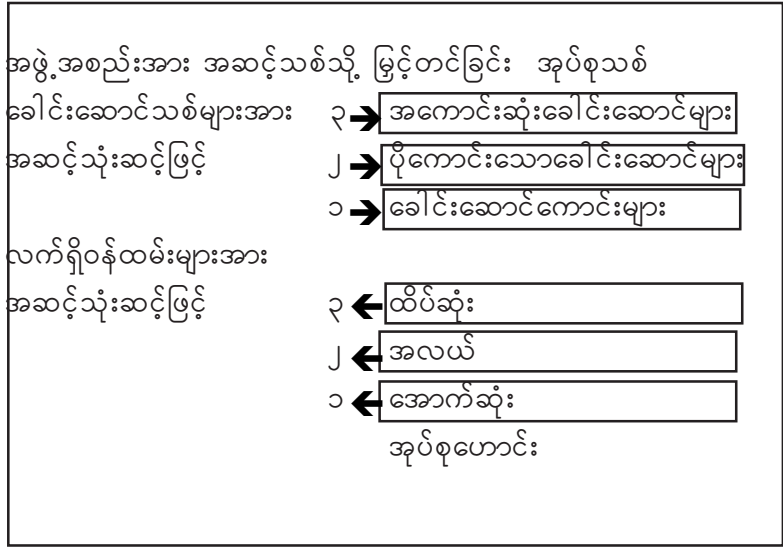 အဖွဲ့အစည်းအား အဆင့်သစ်သို့ မြှင့်တင်ခြင်း အုပ်စုသစ်
ခေါင်းဆောင်သစ်များအား ၃ အကောင်းဆုံးခေါင်းဆောင်များ
အဆင့်သုံးဆင့်ဖြင့် ၂ ပိုကောင်းသောခေါင်းဆောင်များ
၁ ခေါင်းဆောင်ကောင်းများ
လက်ရှိဝန်ထမ်းများအား
အဆင့်သုံးဆင့်ဖြင့် ၃ ထိပ်ဆုံး
၂ အလယ်
၁ အောက်ဆုံး
အုပ်စုဟောင်း